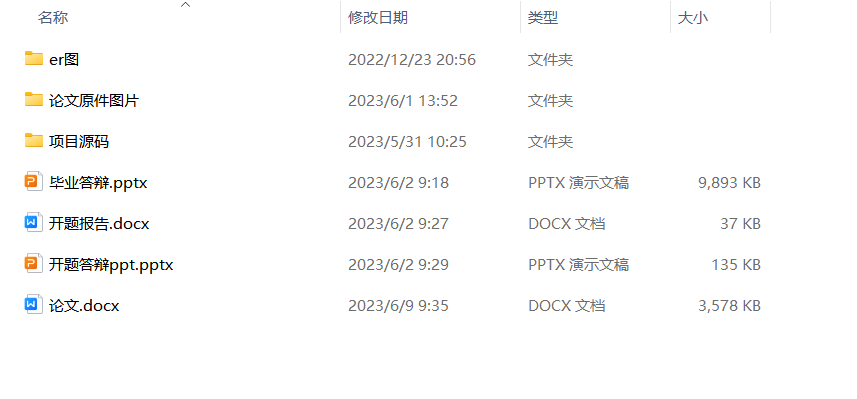 名称 修改日期 类型 大小
er图 2022/12/23 20:56 文件夹
论文原件图片 2023/6/1 13:52 文件夹
项目源码 2023/5/31 10:25 文件夹
毕业答辩.pptx 2023/6/2 9:18 PPTX 演示文稿 9,893 KB
开题报告.docx 2023/6/2 9:27 DOCX 文档 37 KB
开题答辩ppt.pptx 2023/6/2 9:29 PPTX 演示文稿 135 KB
论文.docx 2023/6/9 9:35 DOCX 文档 3,578 KB